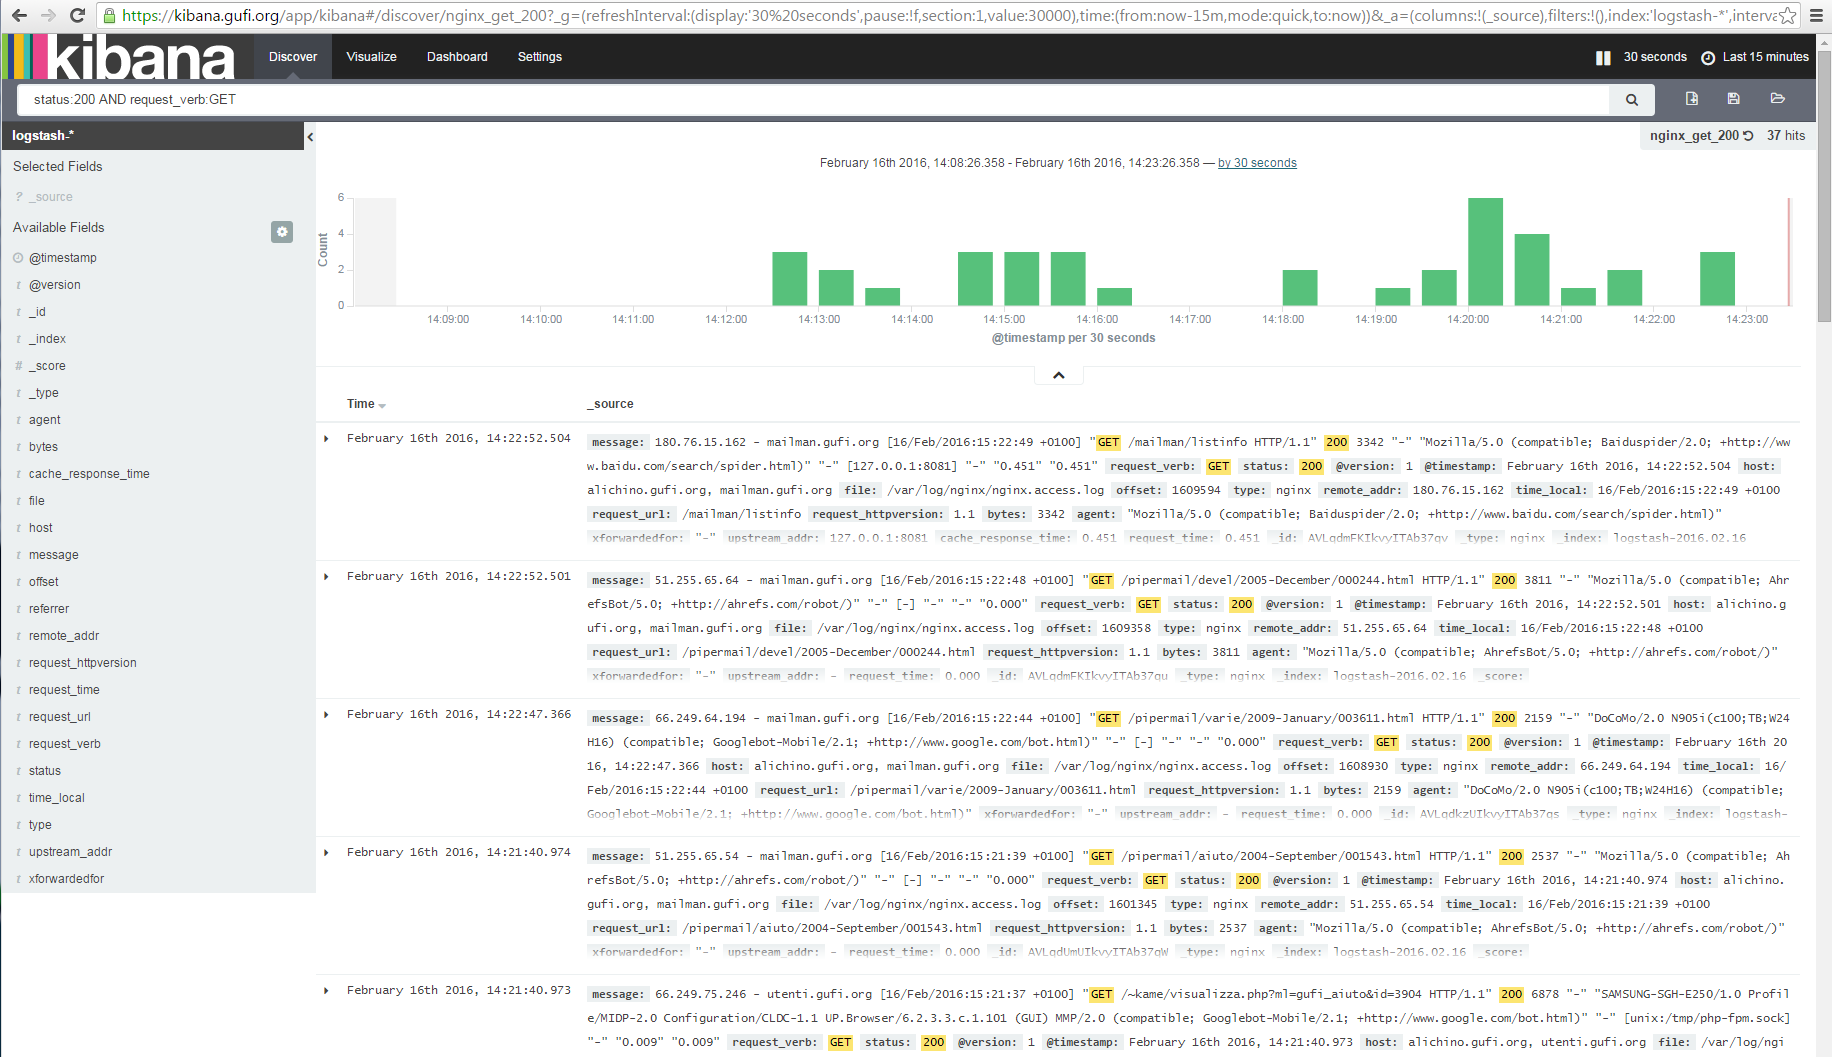 https://kibana.gufi.org/app/kibana#/discover/nginx_get_200?_g=(refreshInterval:(display:'30%20seconds',pause:!f,section:1,value:30000),time:(from:now-15m,mode:quick,to:now))&_a=(columns:!(_source),filters:!(),index:'logstash-*',interva
kibana Discover Visualize Dashboard Settings 30 seconds Last 15 minutes
status:200 AND request_verb:GET
logstash-*
nginx_get_200 37 hits
Selected Fields
? _source
Available Fields
@timestamp
t @version
t _id
t _index
# _score
t _type
t agent
t bytes
t cache_response_time
t file
t host
t message
t offset
t referrer
t remote_addr
t request_httpversion
t request_time
t request_url
t request_verb
t status
t time_local
t type
t upstream_addr
t xforwardedfor
February 16th 2016, 14:08:26.358 - February 16th 2016, 14:23:26.358 — by 30 seconds
Count
6
4
2
0
14:09:00 14:10:00 14:11:00 14:12:00 14:13:00 14:14:00 14:15:00 14:16:00 14:17:00 14:18:00 14:19:00 14:20:00 14:21:00 14:22:00 14:23:00
@timestamp per 30 seconds
Time _source
February 16th 2016, 14:22:52.504 message: 180.76.15.162 - mailman.gufi.org [16/Feb/2016:15:22:49 +0100] "GET /mailman/listinfo HTTP/1.1" 200 3342 "-" "Mozilla/5.0 (compatible; Baiduspider/2.0; +http://ww
w.baidu.com/search/spider.html)" "-" [127.0.0.1:8081] "-" "0.451" "0.451" request_verb: GET status: 200 @version: 1 @timestamp: February 16th 2016, 14:22:52.504 host:
alichino.gufi.org, mailman.gufi.org file: /var/log/nginx/nginx.access.log offset: 1609594 type: nginx remote_addr: 180.76.15.162 time_local: 16/Feb/2016:15:22:49 +0100
request_url: /mailman/listinfo request_httpversion: 1.1 bytes: 3342 agent: "Mozilla/5.0 (compatible; Baiduspider/2.0; +http://www.baidu.com/search/spider.html)"
xforwardedfor: "-" upstream_addr: 127.0.0.1:8081 cache_response_time: 0.451 request_time: 0.451 _id: AVLqdmFKIkvyITAb37qv _type: nginx _index: logstash-2016.02.16
February 16th 2016, 14:22:52.501 message: 51.255.65.64 - mailman.gufi.org [16/Feb/2016:15:22:48 +0100] "GET /pipermail/devel/2005-December/000244.html HTTP/1.1" 200 3811 "-" "Mozilla/5.0 (compatible; Ah
refsBot/5.0; +http://ahrefs.com/robot/)" "-" [-] "-" "-" "0.000" request_verb: GET status: 200 @version: 1 @timestamp: February 16th 2016, 14:22:52.501 host: alichino.g
ufi.org, mailman.gufi.org file: /var/log/nginx/nginx.access.log offset: 1609358 type: nginx remote_addr: 51.255.65.64 time_local: 16/Feb/2016:15:22:48 +0100
request_url: /pipermail/devel/2005-December/000244.html request_httpversion: 1.1 bytes: 3811 agent: "Mozilla/5.0 (compatible; AhrefsBot/5.0; +http://ahrefs.com/robot/)"
xforwardedfor: "-" upstream_addr: - request_time: 0.000 _id: AVLqdmFKIkvyITAb37qu _type: nginx _index: logstash-2016.02.16 _score:
February 16th 2016, 14:22:47.366 message: 66.249.64.194 - mailman.gufi.org [16/Feb/2016:15:22:44 +0100] "GET /pipermail/varie/2009-January/003611.html HTTP/1.1" 200 2159 "-" "DoCoMo/2.0 N905i(c100;TB;W24
H16) (compatible; Googlebot-Mobile/2.1; +http://www.google.com/bot.html)" "-" [-] "-" "-" "0.000" request_verb: GET status: 200 @version: 1 @timestamp: February 16th 20
16, 14:22:47.366 host: alichino.gufi.org, mailman.gufi.org file: /var/log/nginx/nginx.access.log offset: 1608930 type: nginx remote_addr: 66.249.64.194 time_local: 16/
Feb/2016:15:22:44 +0100 request_url: /pipermail/varie/2009-January/003611.html request_httpversion: 1.1 bytes: 2159 agent: "DoCoMo/2.0 N905i(c100;TB;W24H16) (compatible;
Googlebot-Mobile/2.1; +http://www.google.com/bot.html)" xforwardedfor: "-" upstream_addr: - request_time: 0.000 _id: AVLqdkzUIkvyITAb37qs _type: nginx _index: logstash-
February 16th 2016, 14:21:40.974 message: 51.255.65.54 - mailman.gufi.org [16/Feb/2016:15:21:39 +0100] "GET /pipermail/aiuto/2004-September/001543.html HTTP/1.1" 200 2537 "-" "Mozilla/5.0 (compatible; Ah
refsBot/5.0; +http://ahrefs.com/robot/)" "-" [-] "-" "-" "0.000" request_verb: GET status: 200 @version: 1 @timestamp: February 16th 2016, 14:21:40.974 host: alichino.
gufi.org, mailman.gufi.org file: /var/log/nginx/nginx.access.log offset: 1601345 type: nginx remote_addr: 51.255.65.54 time_local: 16/Feb/2016:15:21:39 +0100
request_url: /pipermail/aiuto/2004-September/001543.html request_httpversion: 1.1 bytes: 2537 agent: "Mozilla/5.0 (compatible; AhrefsBot/5.0; +http://ahrefs.com/robot/)"
xforwardedfor: "-" upstream_addr: - request_time: 0.000 _id: AVLqdUmUIkvyITAb37qW _type: nginx _index: logstash-2016.02.16 _score:
February 16th 2016, 14:21:40.973 message: 66.249.75.246 - utenti.gufi.org [16/Feb/2016:15:21:37 +0100] "GET /~kame/visualizza.php?ml=gufi_aiuto&id=3904 HTTP/1.1" 200 6878 "-" "SAMSUNG-SGH-E250/1.0 Profil
e/MIDP-2.0 Configuration/CLDC-1.1 UP.Browser/6.2.3.3.c.1.101 (GUI) MMP/2.0 (compatible; Googlebot-Mobile/2.1; +http://www.google.com/bot.html)" "-" [unix:/tmp/php-fpm.sock]
"-" "0.009" "0.009" request_verb: GET status: 200 @version: 1 @timestamp: February 16th 2016, 14:21:40.973 host: alichino.gufi.org, utenti.gufi.org file: /var/log/ngi